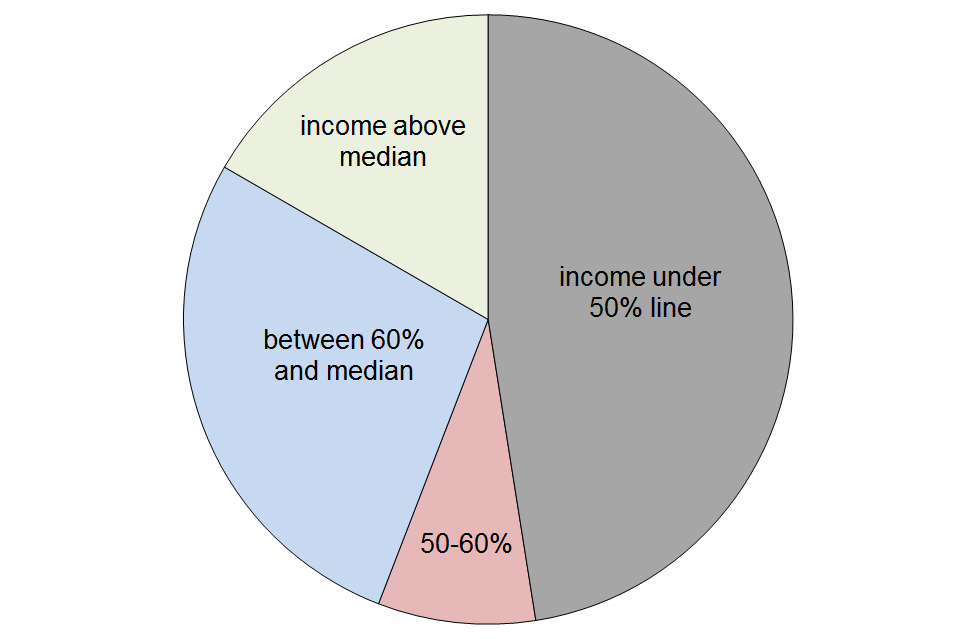 income above
median
income under
50% line
between 60%
and median
50-60%